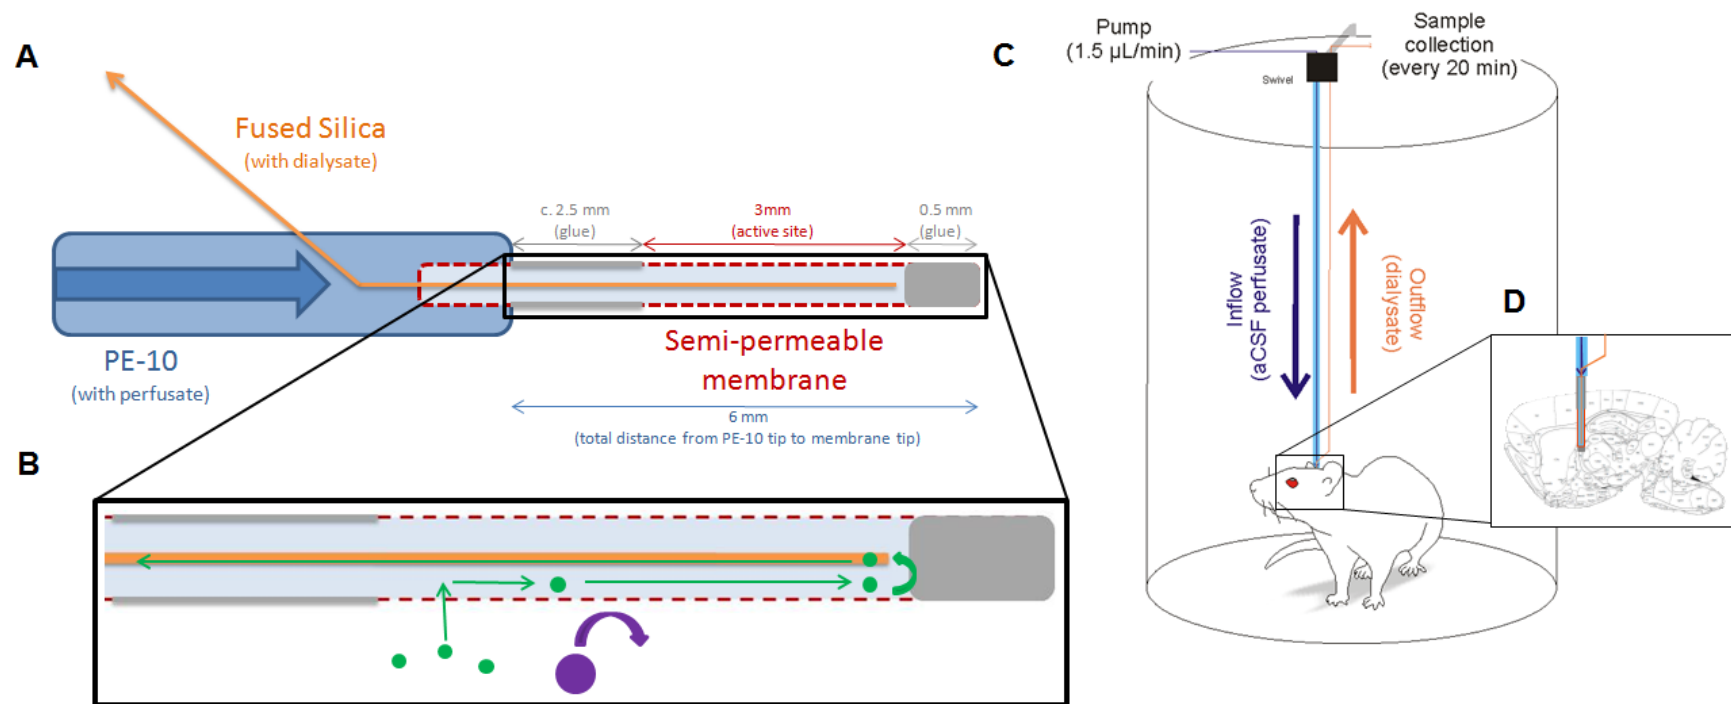 A
Fused Silica
(with dialysate)
c. 2.5 mm
(glue)
3mm
(active site)
0.5 mm
(glue)
PE-10
(with perfusate)
Semi-permeable
membrane
6 mm
(total distance from PE-10 tip to membrane tip)
B
C
Pump
(1.5 µL/min)
Swivel
Sample
collection
(every 20 min)
Inflow
(aCSF perfusate)
Outflow
(dialysate)
D